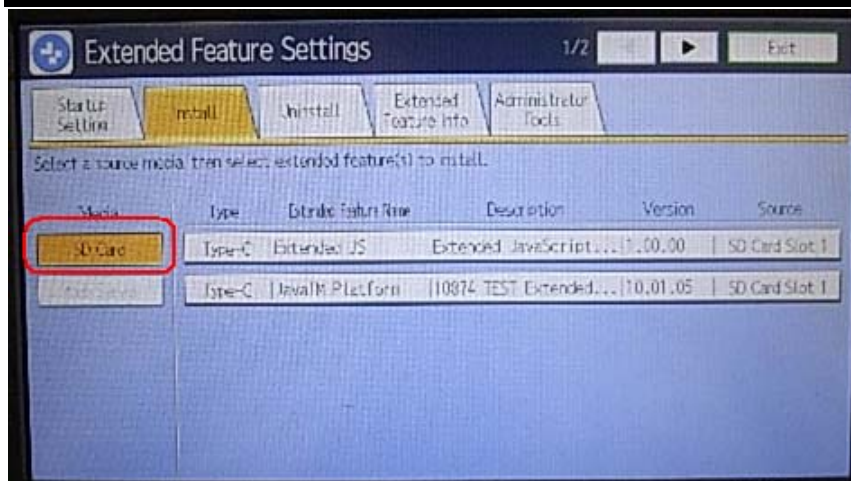 Extended Feature Settings 1/2 Exit
Startup Install Uninstall Extended Administrator
Setting Feature Info Tools
Select a source media, then select extended feature(s) to install.
Media Type Extended Feature Name Description Version Source
SD Card Type-C Extended JS Extended JavaScript... 1.00.00 SD Card Slot 1
Type-C JavaTM Platform 10874 TEST Extended... 10.01.05 SD Card Slot 1